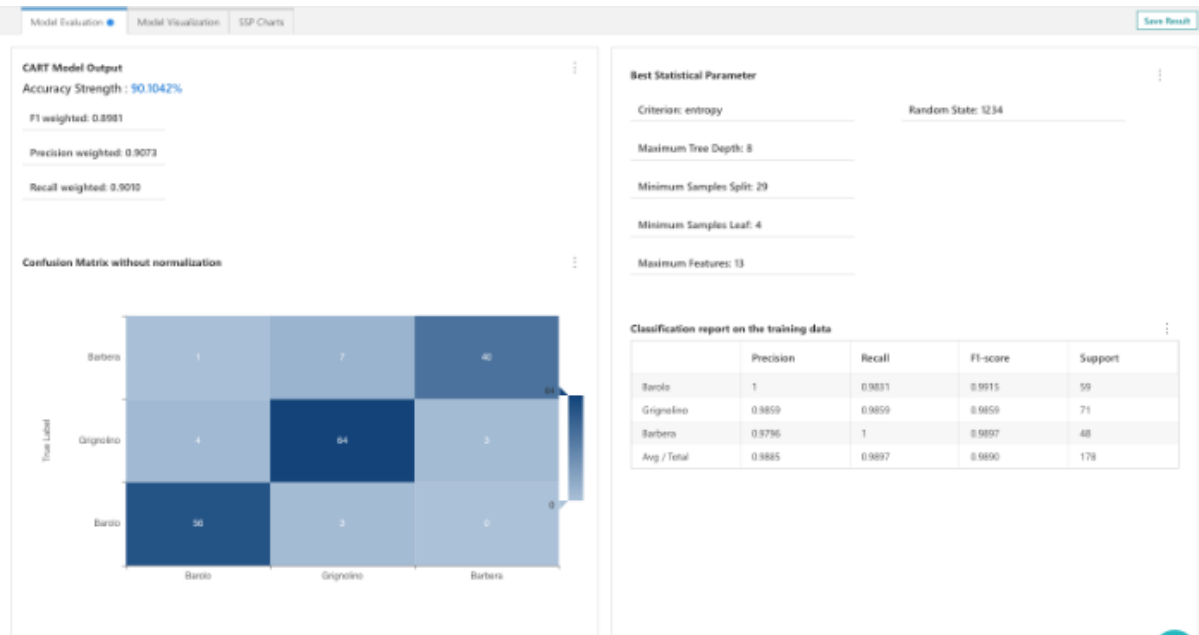 Model Evaluation
Model Visualization
SSP Charts
Save Result
CART Model Output
Accuracy Strength : 90.1042%
F1 weighted: 0.8981
Precision weighted: 0.9073
Recall weighted: 0.9010
Confusion Matrix without normalization
Barbera 1 7 40
64
Grignolino 4 64 3
0
Barolo 56 3 0
True Label
Barolo Grignolino Barbera
Best Statistical Parameter
Criterion: entropy
Random State: 1234
Maximum Tree Depth: 8
Minimum Samples Split: 29
Minimum Samples Leaf: 4
Maximum Features: 13
Classification report on the training data
Precision Recall F1-score Support
Barolo 1 0.9831 0.9915 59
Grignolino 0.9859 0.9859 0.9859 71
Barbera 0.9796 1 0.9897 48
Avg / Total 0.9885 0.9897 0.9890 178